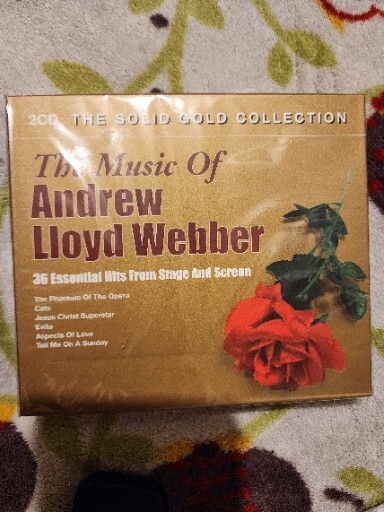 2CD THE SOLID GOLD COLLECTION
The Music Of
Andrew
Lloyd Webber
36 Essential Hits From Stage And Screen
The Phantom Of The Opera
Cats
Jesus Christ Superstar
Evita
Aspects Of Love
Tell Me On A Sunday